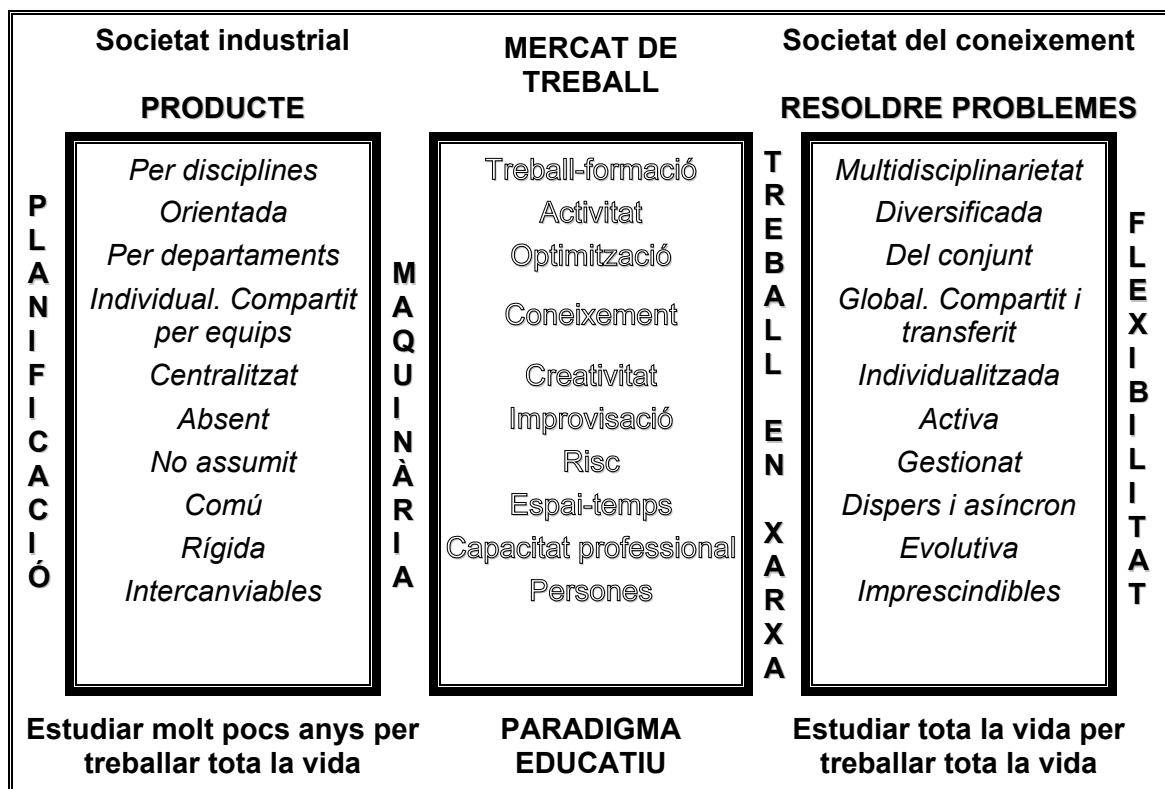 Societat industrial
MERCAT DE
TREBALL
Societat del coneixement
PRODUCTE
RESOLDRE PROBLEMES
PLANIFICACIÓ
Per disciplines
Orientada
Per departaments
Individual. Compartit
per equips
Centralitzat
Absent
No assumit
Comú
Rígida
Intercanviables
MAQUINÀRIA
Treball-formació
Activitat
Optimització
Coneixement
Creativitat
Improvisació
Risc
Espai-temps
Capacitat professional
Persones
TREBALL EN XARXA
Multidisciplinarietat
Diversificada
Del conjunt
Global. Compartit i
transferit
Individualitzada
Activa
Gestionat
Dispers i asíncron
Evolutiva
Imprescindibles
FLEXIBILITAT
Estudiar molt pocs anys per
treballar tota la vida
PARADIGMA
EDUCATIU
Estudiar tota la vida per
treballar tota la vida